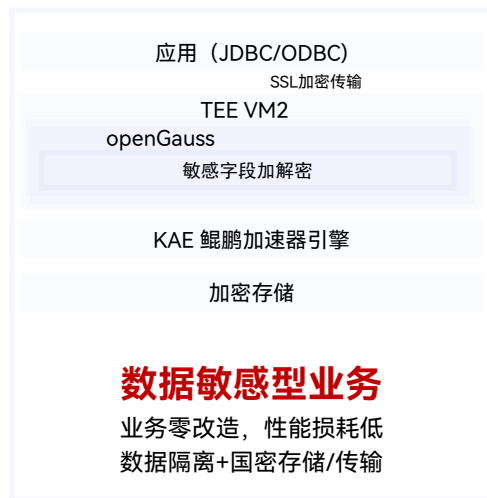 应用（JDBC/ODBC）
SSL加密传输
TEE VM2
openGauss
敏感字段加解密
KAE 鲲鹏加速器引擎
加密存储
数据敏感型业务
业务零改造，性能损耗低
数据隔离+国密存储/传输